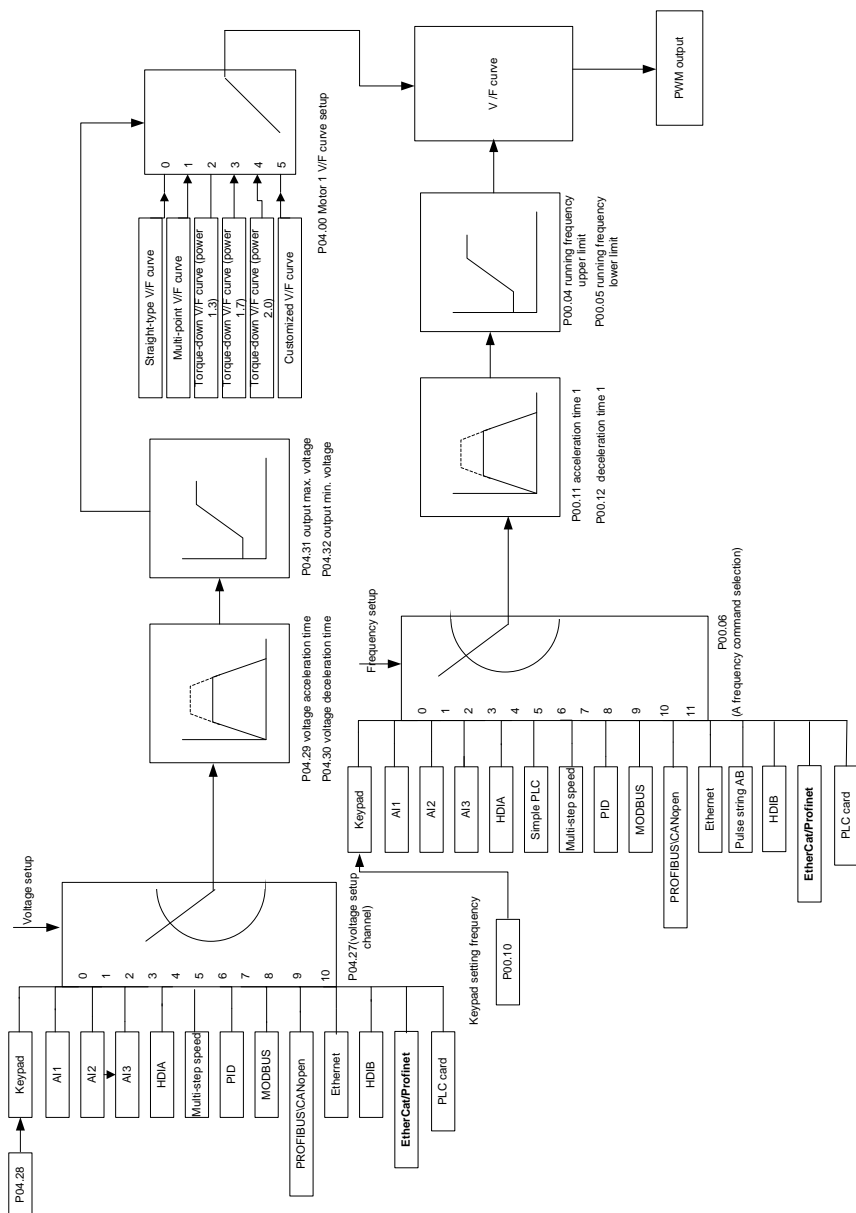 P04.28
Keypad
AI1
AI2
AI3
HDIA
Multi-step speed
PID
MODBUS
PROFIBUS\CANopen
Ethernet
HDIB
EtherCat/Profinet
PLC card
Voltage setup
0
1
2
3
4
5
6
7
8
9
10
P04.27(voltage setup
channel)
P04.29 voltage acceleration time
P04.30 voltage deceleration time
P04.31 output max. voltage
P04.32 output min. voltage
Straight-type V/F curve
Multi-point V/F curve
Torque-down V/F curve (power
1.3)
Torque-down V/F curve (power
1.7)
Torque-down V/F curve (power
2.0)
Customized V/F curve
0
1
2
3
4
5
P04.00 Motor 1 V/F curve setup
Keypad setting frequency
P00.10
Keypad
AI1
AI2
AI3
HDIA
Simple PLC
Multi-step speed
PID
MODBUS
PROFIBUS\CANopen
Ethernet
Pulse string AB
HDIB
EtherCat/Profinet
PLC card
Frequency setup
0
1
2
3
4
5
6
7
8
9
10
11
P00.06
(A frequency command selection)
P00.11 acceleration time 1
P00.12 deceleration time 1
P00.04 running frequency
upper limit
P00.05 running frequency
lower limit
V /F curve
PWM output